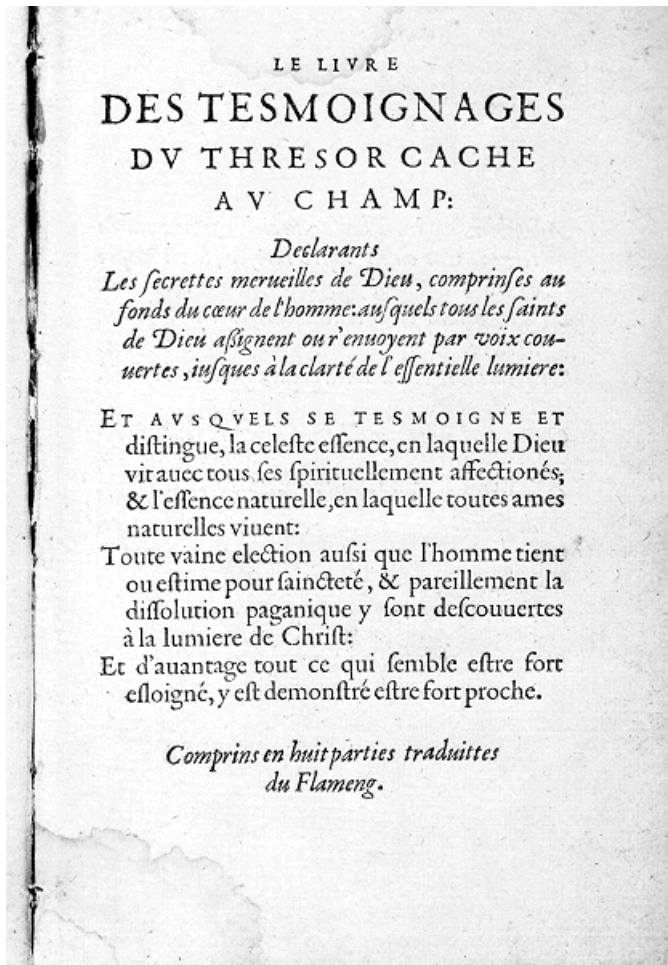 LE LIVRE
DES TESMOIGNAGES
DV THRESOR CACHE
AV CHAMP:
Declarants
Les ſecrettes merueilles de Dieu, comprinſes au
fonds du cœur de l'homme: auſquels tous les ſaints
de Dieu aßignent ou r'enuoyent par voix cou-
uertes, iuſques à la clarté de l'eſſentielle lumiere:
ET AVSQVELS SE TESMOIGNE ET
diſtingue, la celeſte eſſence, en laquelle Dieu
vit auec tous ſes ſpirituellement affectionés;
& l'eſſence naturelle, en laquelle toutes ames
naturelles viuent:
Toute vaine election auſſi que l'homme tient
ou eſtime pour ſaincteté, & pareillement la
diſſolution paganique y ſont deſcouuertes
à la lumiere de Chriſt:
Et d'auantage tout ce qui ſemble eſtre fort
eſloigné, y eſt demonſtré eſtre fort proche.
Comprins en huit parties traduittes
du Flameng.